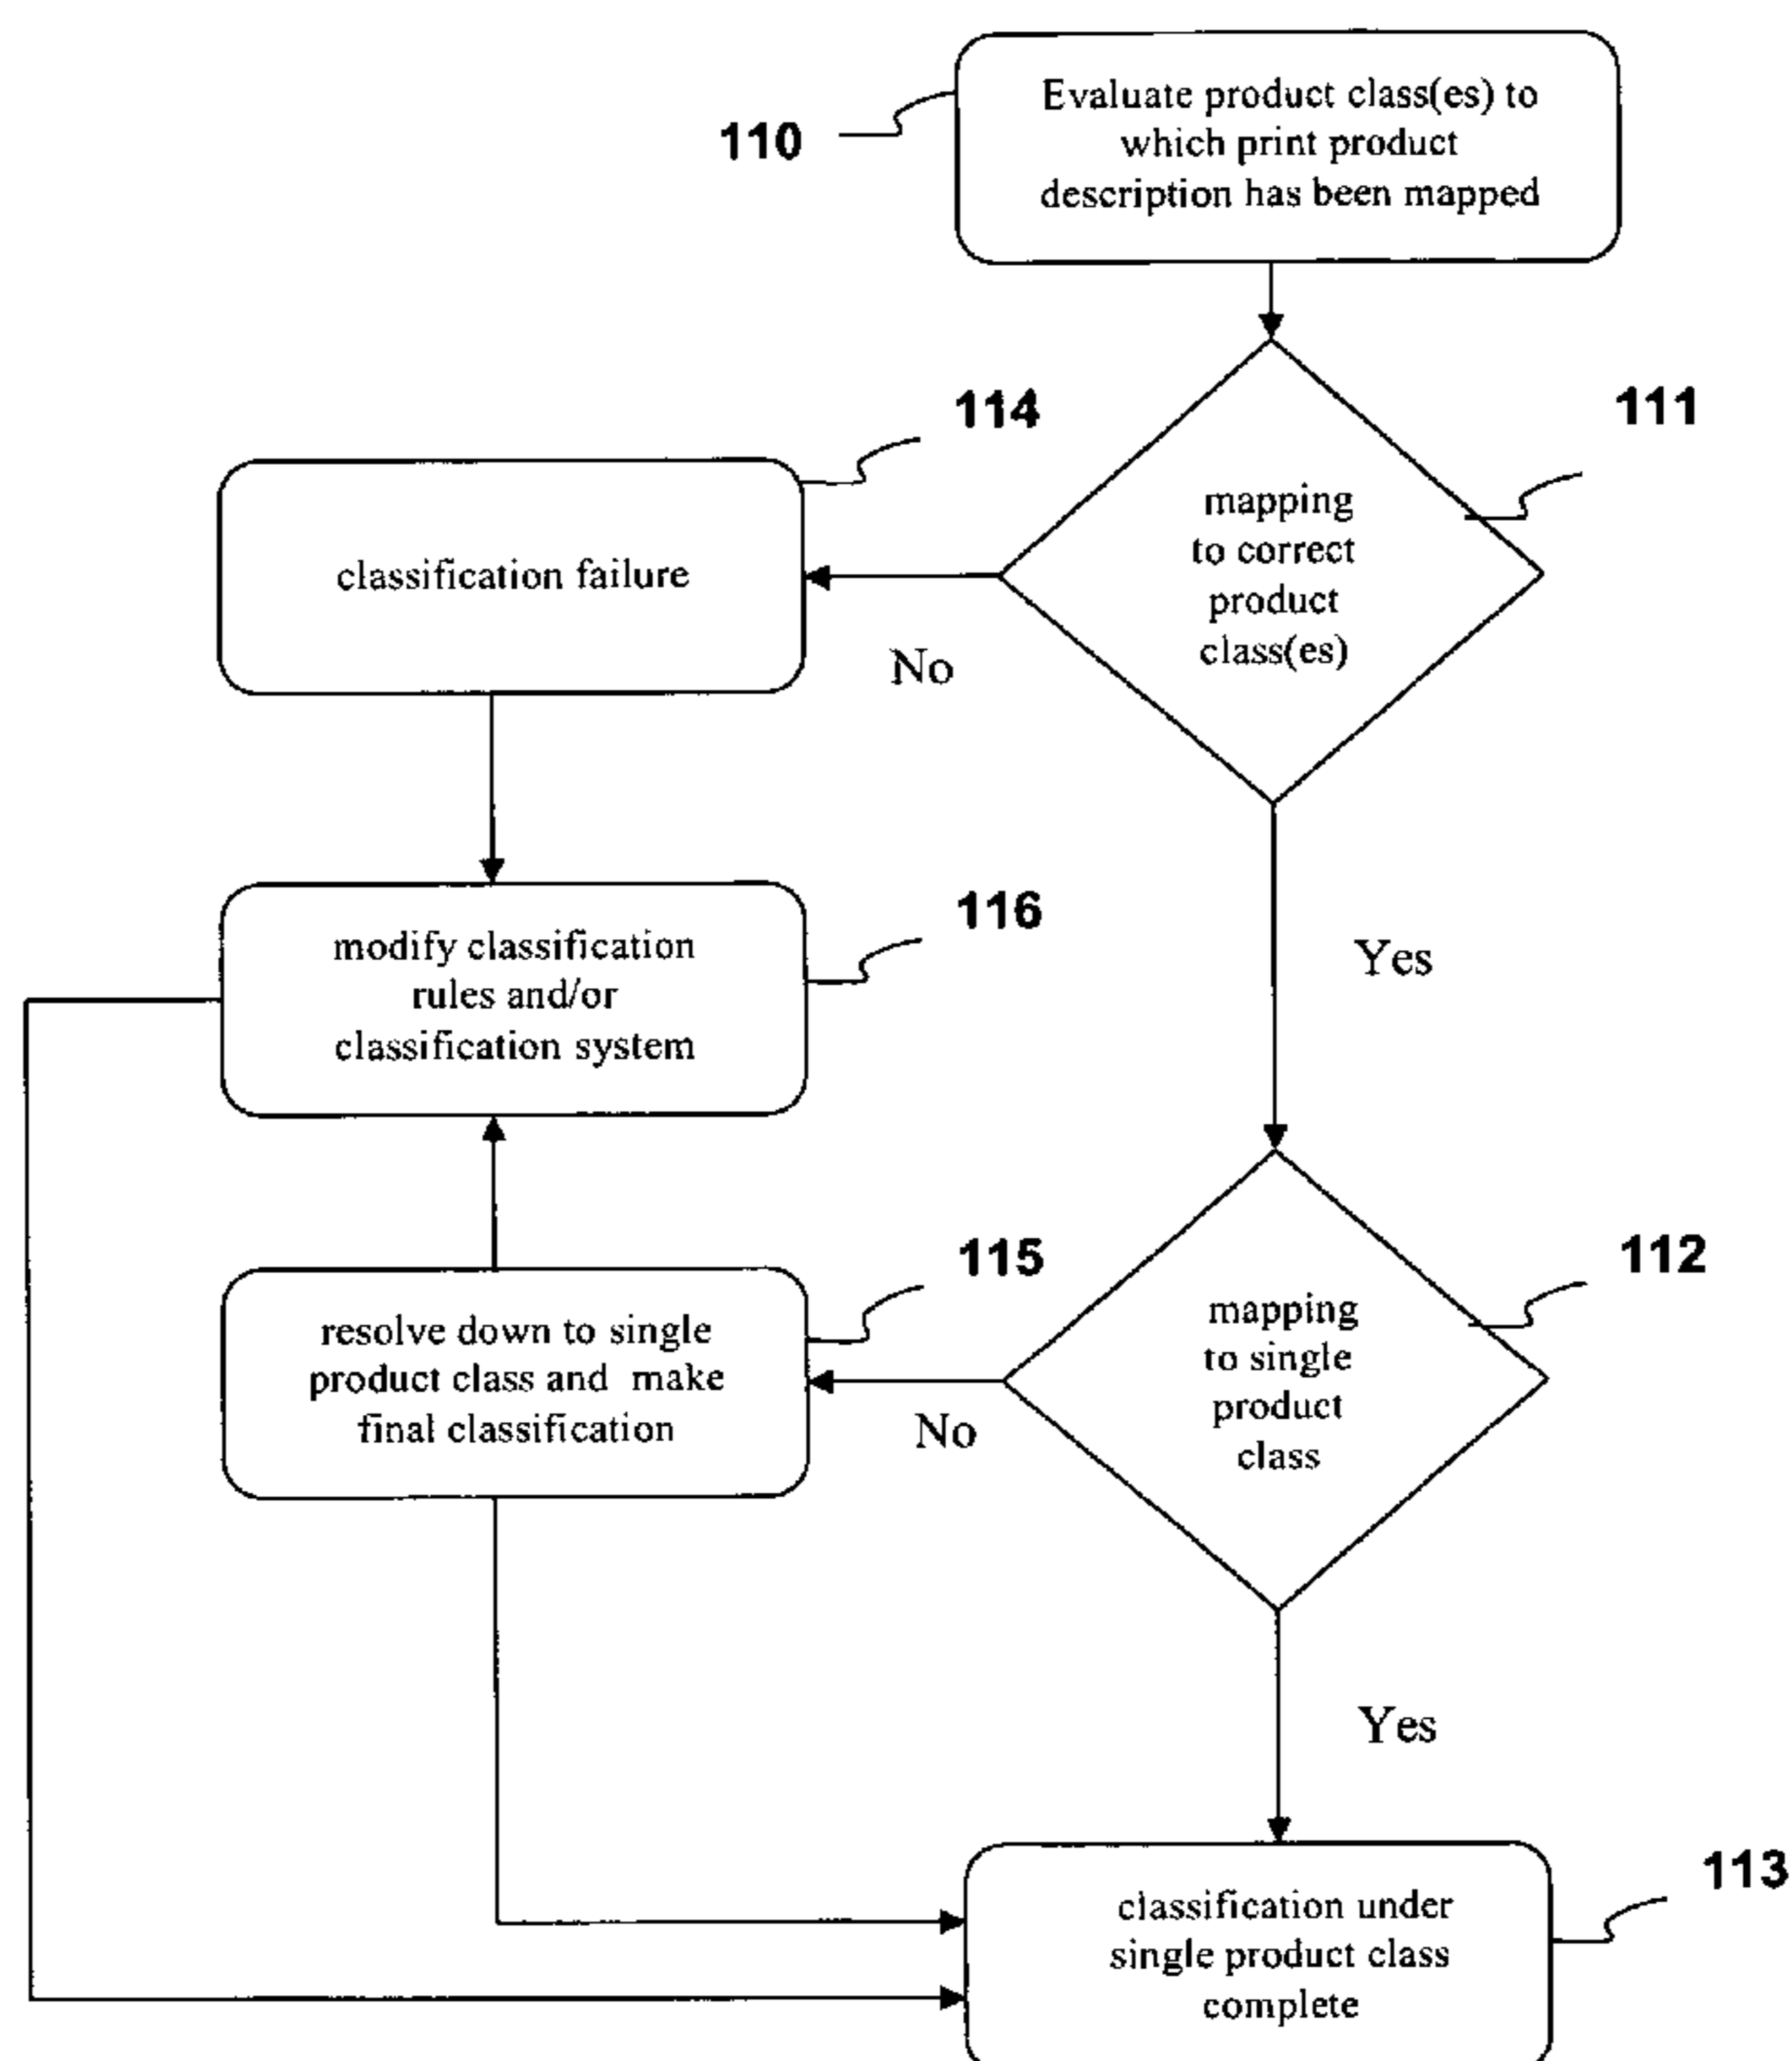 110
Evaluate product class(es) to
which print product
description has been mapped
114
111
classification failure
mapping
to correct
product
class(es)
No
116
modify classification
rules and/or
classification system
Yes
115
112
resolve down to single
product class and make
final classification
mapping
to single
product
class
No
Yes
113
classification under
single product class
complete